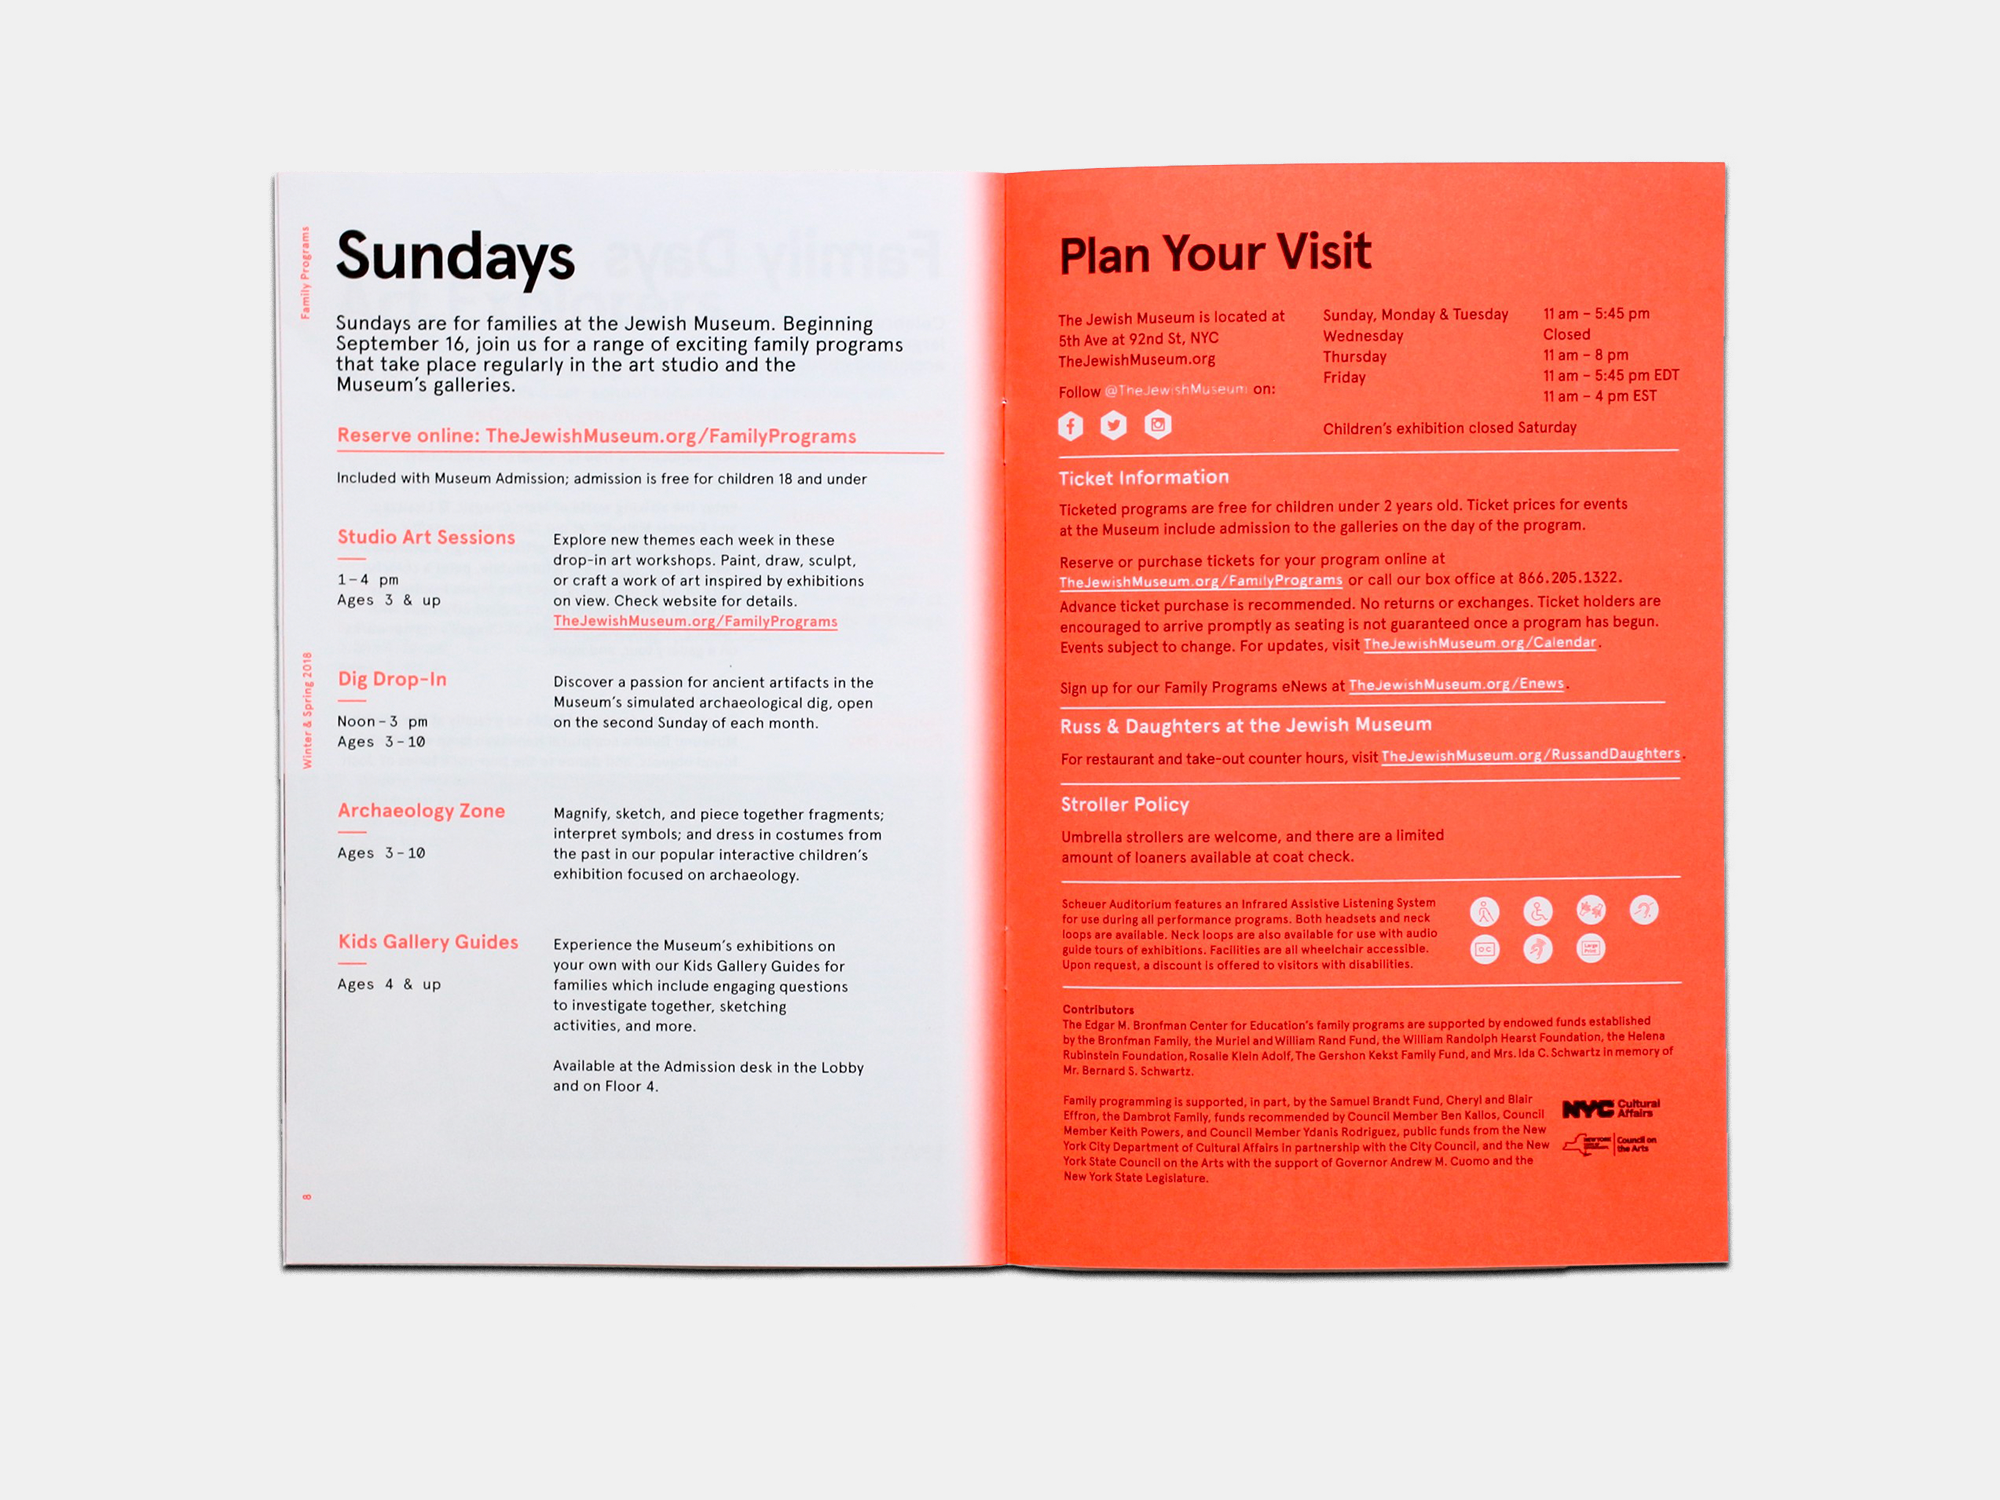 Family Programs
Winter & Spring 2018
8
Sundays
Sundays are for families at the Jewish Museum. Beginning
September 16, join us for a range of exciting family programs
that take place regularly in the art studio and the
Museum's galleries.
Reserve online: TheJewishMuseum.org/FamilyPrograms
Included with Museum Admission; admission is free for children 18 and under
Studio Art Sessions
1–4 pm
Ages 3 & up
Explore new themes each week in these
drop-in art workshops. Paint, draw, sculpt,
or craft a work of art inspired by exhibitions
on view. Check website for details.
TheJewishMuseum.org/FamilyPrograms
Dig Drop-In
Noon–3 pm
Ages 3–10
Discover a passion for ancient artifacts in the
Museum's simulated archaeological dig, open
on the second Sunday of each month.
Archaeology Zone
Ages 3–10
Magnify, sketch, and piece together fragments;
interpret symbols; and dress in costumes from
the past in our popular interactive children's
exhibition focused on archaeology.
Kids Gallery Guides
Ages 4 & up
Experience the Museum's exhibitions on
your own with our Kids Gallery Guides for
families which include engaging questions
to investigate together, sketching
activities, and more.
Available at the Admission desk in the Lobby
and on Floor 4.
Plan Your Visit
The Jewish Museum is located at
5th Ave at 92nd St, NYC
TheJewishMuseum.org
Follow @TheJewishMuseum on:
Sunday, Monday & Tuesday 11 am – 5:45 pm
Wednesday Closed
Thursday 11 am – 8 pm
Friday 11 am – 5:45 pm EDT
11 am – 4 pm EST
Children's exhibition closed Saturday
Ticket Information
Ticketed programs are free for children under 2 years old. Ticket prices for events
at the Museum include admission to the galleries on the day of the program.
Reserve or purchase tickets for your program online at
TheJewishMuseum.org/FamilyPrograms or call our box office at 866.205.1322.
Advance ticket purchase is recommended. No returns or exchanges. Ticket holders are
encouraged to arrive promptly as seating is not guaranteed once a program has begun.
Events subject to change. For updates, visit TheJewishMuseum.org/Calendar.
Sign up for our Family Programs eNews at TheJewishMuseum.org/Enews.
Russ & Daughters at the Jewish Museum
For restaurant and take-out counter hours, visit TheJewishMuseum.org/RussandDaughters.
Stroller Policy
Umbrella strollers are welcome, and there are a limited
amount of loaners available at coat check.
Scheuer Auditorium features an Infrared Assistive Listening System
for use during all performance programs. Both headsets and neck
loops are available. Neck loops are also available for use with audio
guide tours of exhibitions. Facilities are all wheelchair accessible.
Upon request, a discount is offered to visitors with disabilities.
OC
Large
Print
Contributors
The Edgar M. Bronfman Center for Education's family programs are supported by endowed funds established
by the Bronfman Family, the Muriel and William Rand Fund, the William Randolph Hearst Foundation, the Helena
Rubinstein Foundation, Rosalie Klein Adolf, The Gershon Kekst Family Fund, and Mrs. Ida C. Schwartz in memory of
Mr. Bernard S. Schwartz.
Family programming is supported, in part, by the Samuel Brandt Fund, Cheryl and Blair
Effron, the Dambrot Family, funds recommended by Council Member Ben Kallos, Council
Member Keith Powers, and Council Member Ydanis Rodriguez, public funds from the New
York City Department of Cultural Affairs in partnership with the City Council, and the New
York State Council on the Arts with the support of Governor Andrew M. Cuomo and the
New York State Legislature.
NYC Cultural
Affairs
Council on
the Arts